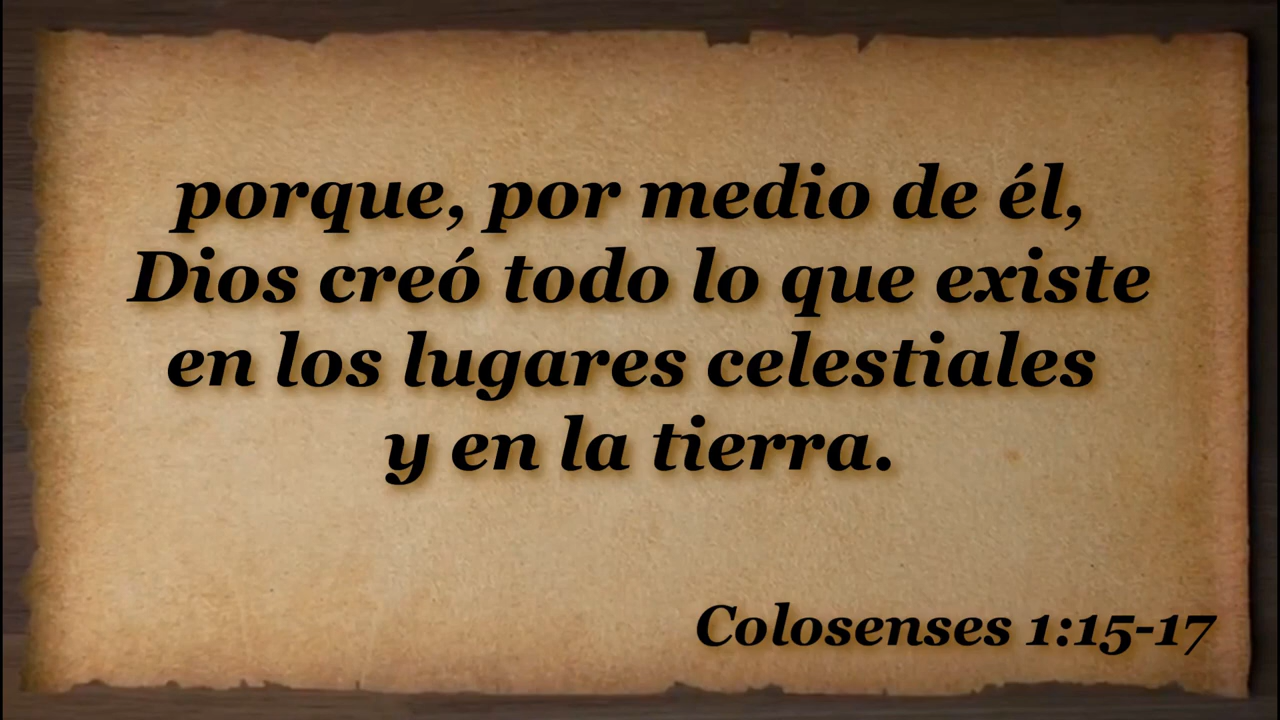 porque, por medio de él,
Dios creó todo lo que existe
en los lugares celestiales
y en la tierra.
Colosenses 1:15-17